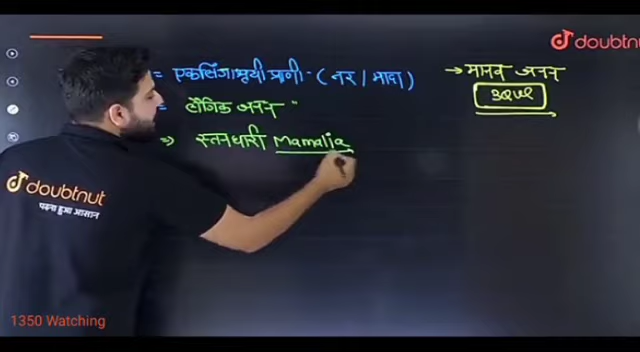 doubtnut
= एकलिंगाश्रयी प्राणी - (नर / मादा)
→ मानव जनन
= लैंगिक जनन "
⇒ स्तनधारी Mamalia
doubtnut
पढ़ना हुआ आसान
1350 Watching